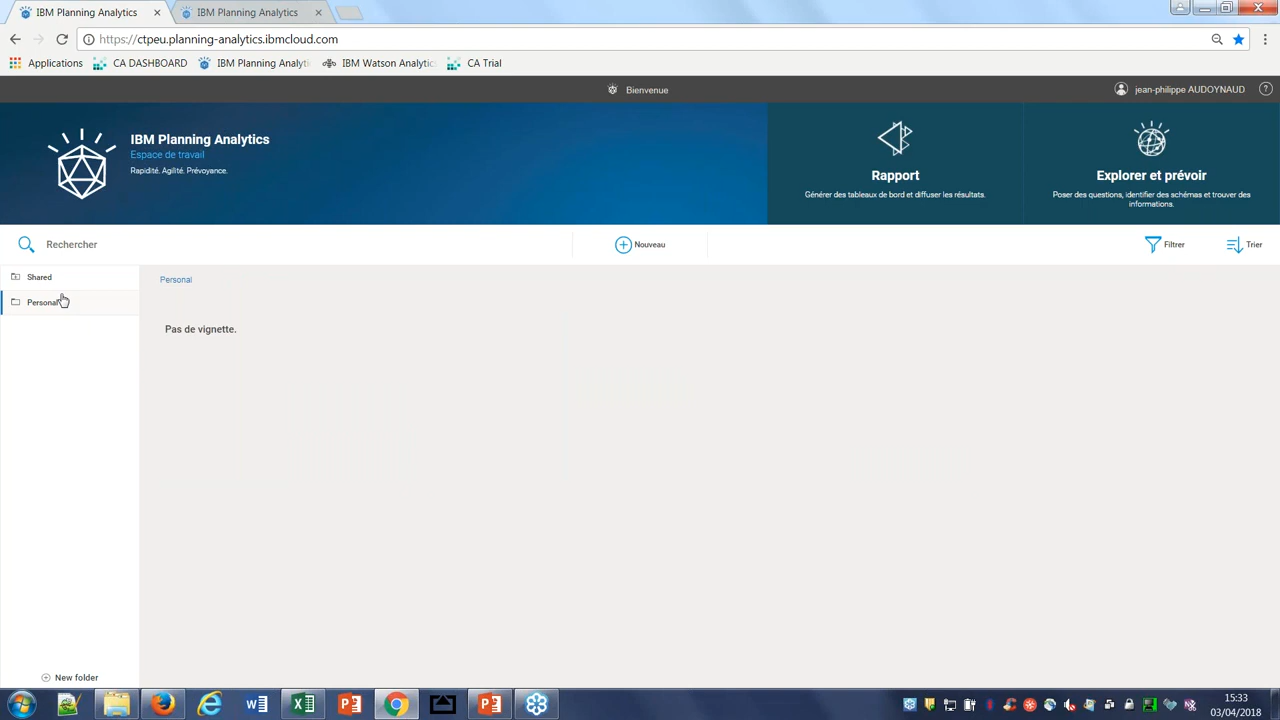 IBM Planning Analytics
IBM Planning Analytics
https://ctpeu.planning-analytics.ibmcloud.com
Applications
CA DASHBOARD
IBM Planning Analyti
IBM Watson Analytics
CA Trial
Bienvenue
jean-philippe AUDOYNAUD
IBM Planning Analytics
Espace de travail
Rapidité. Agilité. Prévoyance.
Rapport
Générer des tableaux de bord et diffuser les résultats.
Explorer et prévoir
Poser des questions, identifier des schémas et trouver des
informations.
Rechercher
Nouveau
Filtrer
Trier
Shared
Personal
Personal
Pas de vignette.
New folder
15:33
03/04/2018